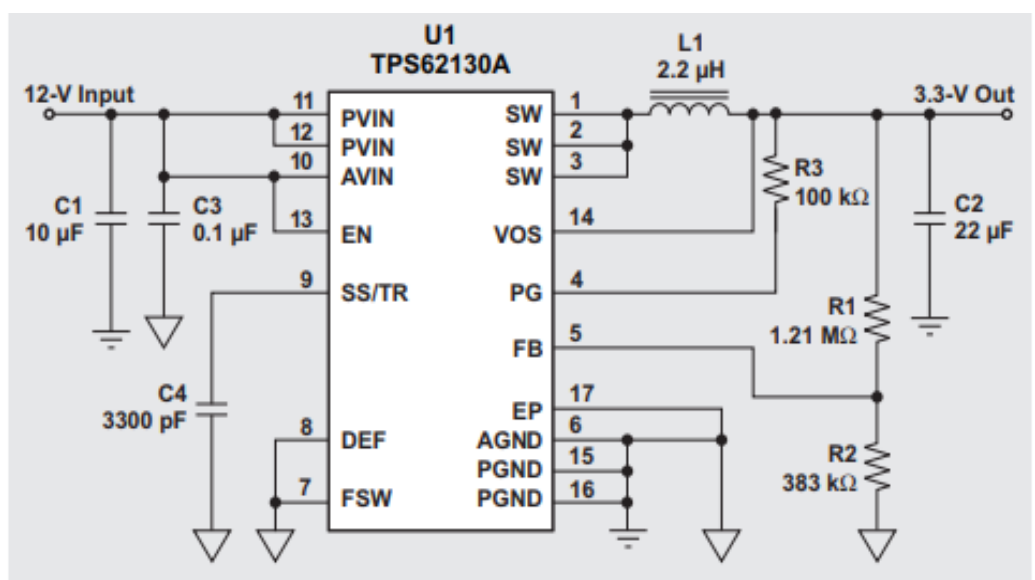 U1
TPS62130A
L1
2.2 µH
12-V Input
3.3-V Out
11 PVIN SW 1
12 PVIN SW 2
10 AVIN SW 3
R3
100 kΩ
C1
10 µF
C3
0.1 µF
C2
22 µF
13 EN VOS 14
9 SS/TR PG 4
R1
1.21 MΩ
FB 5
C4
3300 pF
EP 17
8 DEF AGND 6
PGND 15
R2
383 kΩ
7 FSW PGND 16